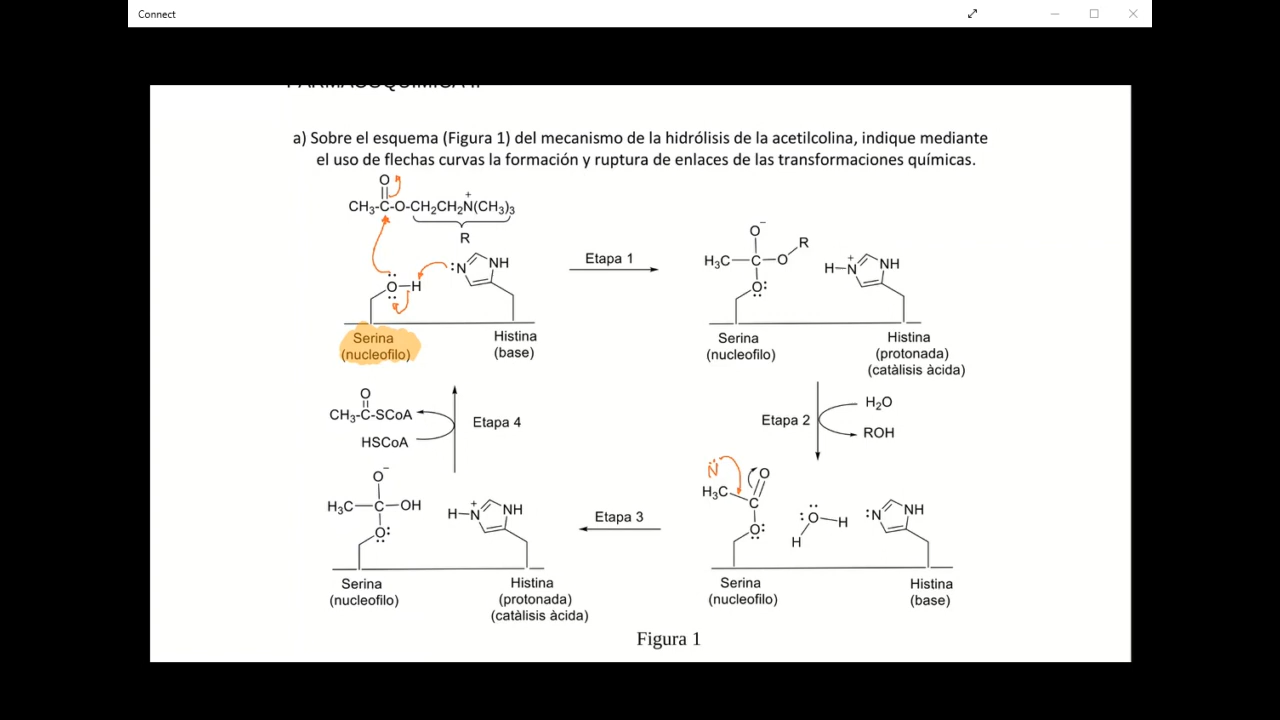 Connect
FARMACOQUÍMICA II
a) Sobre el esquema (Figura 1) del mecanismo de la hidrólisis de la acetilcolina, indique mediante
el uso de flechas curvas la formación y ruptura de enlaces de las transformaciones químicas.
O
+
CH3-C-O-CH2CH2N(CH3)3
R
:N NH
O-H
Serina
(nucleofilo)
Histina
(base)
Etapa 1
O-
R
H3C-C-O
O:
H-N+ NH
Serina
(nucleofilo)
Histina
(protonada)
(catàlisis àcida)
Etapa 2
H2O
ROH
N
O
H3C
C
O:
:O-H
H
:N NH
Serina
(nucleofilo)
Histina
(base)
Etapa 3
O-
H3C-C-OH
O:
H-N+ NH
Serina
(nucleofilo)
Histina
(protonada)
(catàlisis àcida)
O
CH3-C-SCoA
HSCoA
Etapa 4
Figura 1